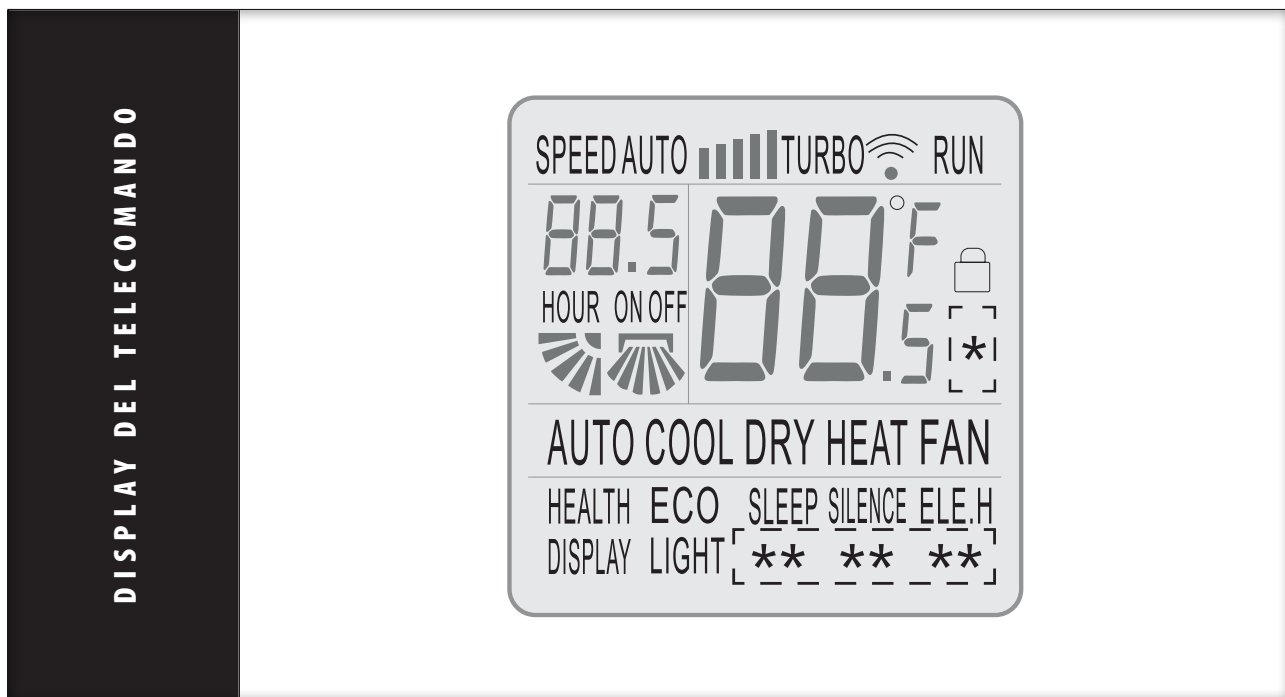 DISPLAY DEL TELECOMANDO
SPEED AUTO TURBO RUN
88.5 88.5 °F
HOUR ON OFF
*
AUTO COOL DRY HEAT FAN
HEALTH ECO SLEEP SILENCE ELE.H
DISPLAY LIGHT ** ** **